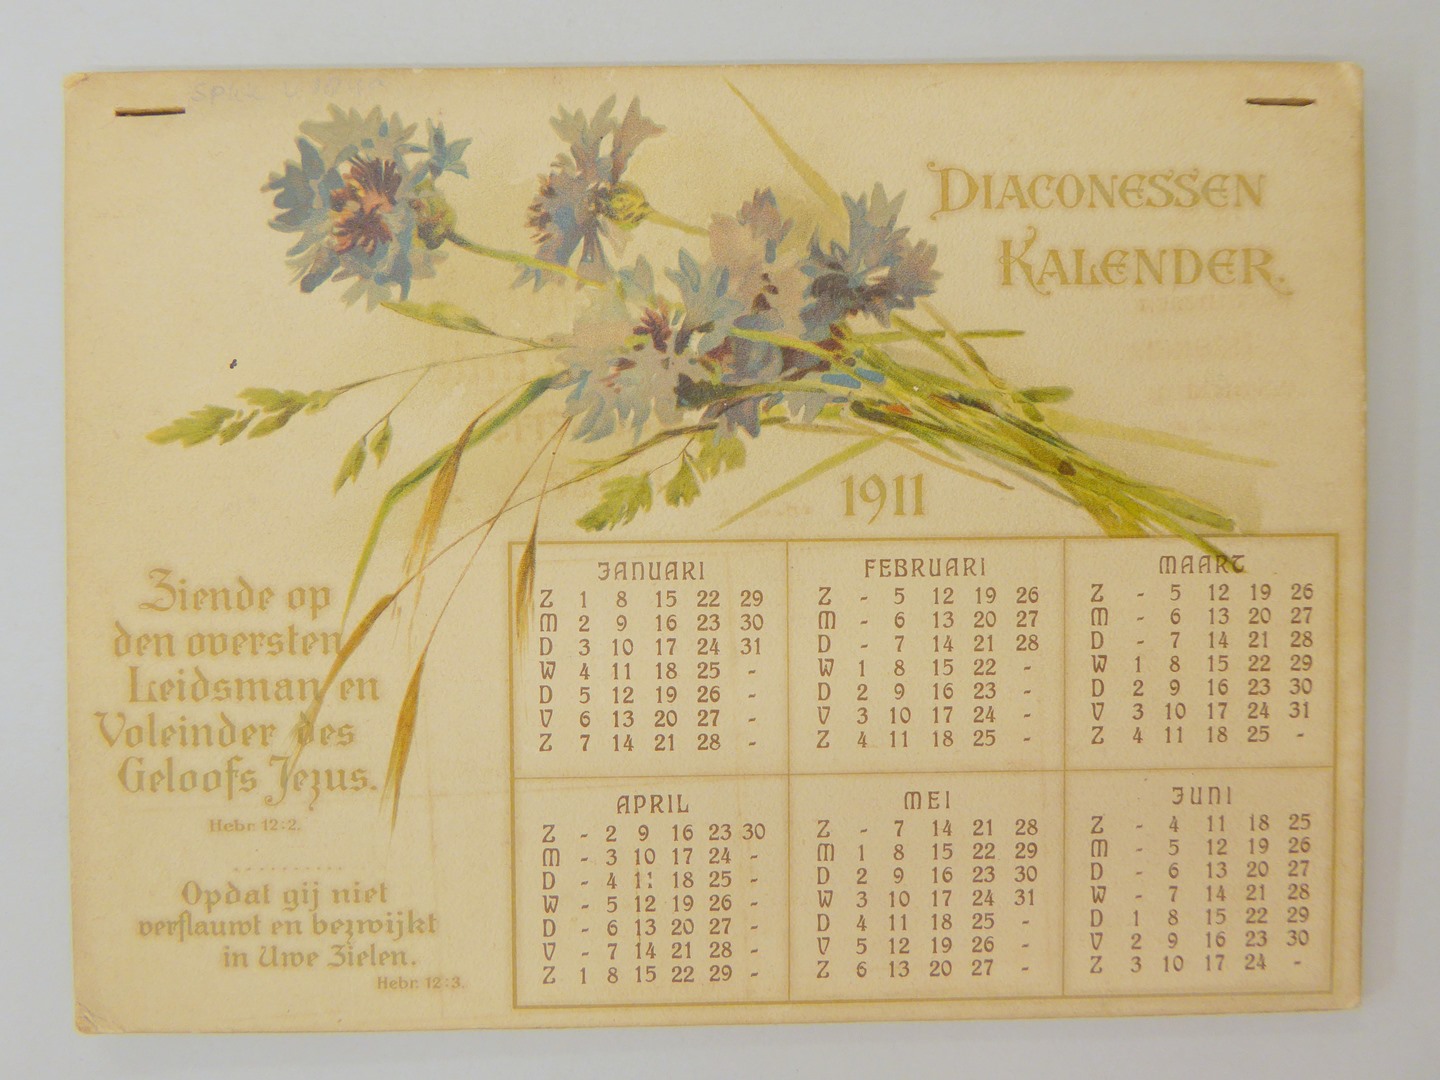 DIACONESSEN
KALENDER.
1911
Ziende op
den oversten
Leidsman en
Voleinder des
Geloofs Jezus.
Hebr. 12:2.
Opdat gij niet
verflauwt en bezwijkt
in Uwe Zielen.
Hebr. 12:3.
JANUARI
Z 1 8 15 22 29
M 2 9 16 23 30
D 3 10 17 24 31
W 4 11 18 25 -
D 5 12 19 26 -
V 6 13 20 27 -
Z 7 14 21 28 -
FEBRUARI
Z - 5 12 19 26
M - 6 13 20 27
D - 7 14 21 28
W 1 8 15 22 -
D 2 9 16 23 -
V 3 10 17 24 -
Z 4 11 18 25 -
MAART
Z - 5 12 19 26
M - 6 13 20 27
D - 7 14 21 28
W 1 8 15 22 29
D 2 9 16 23 30
V 3 10 17 24 31
Z 4 11 18 25 -
APRIL
Z - 2 9 16 23 30
M - 3 10 17 24 -
D - 4 11 18 25 -
W - 5 12 19 26 -
D - 6 13 20 27 -
V - 7 14 21 28 -
Z 1 8 15 22 29 -
MEI
Z - 7 14 21 28
M 1 8 15 22 29
D 2 9 16 23 30
W 3 10 17 24 31
D 4 11 18 25 -
V 5 12 19 26 -
Z 6 13 20 27 -
JUNI
Z - 4 11 18 25
M - 5 12 19 26
D - 6 13 20 27
W - 7 14 21 28
D 1 8 15 22 29
V 2 9 16 23 30
Z 3 10 17 24 -